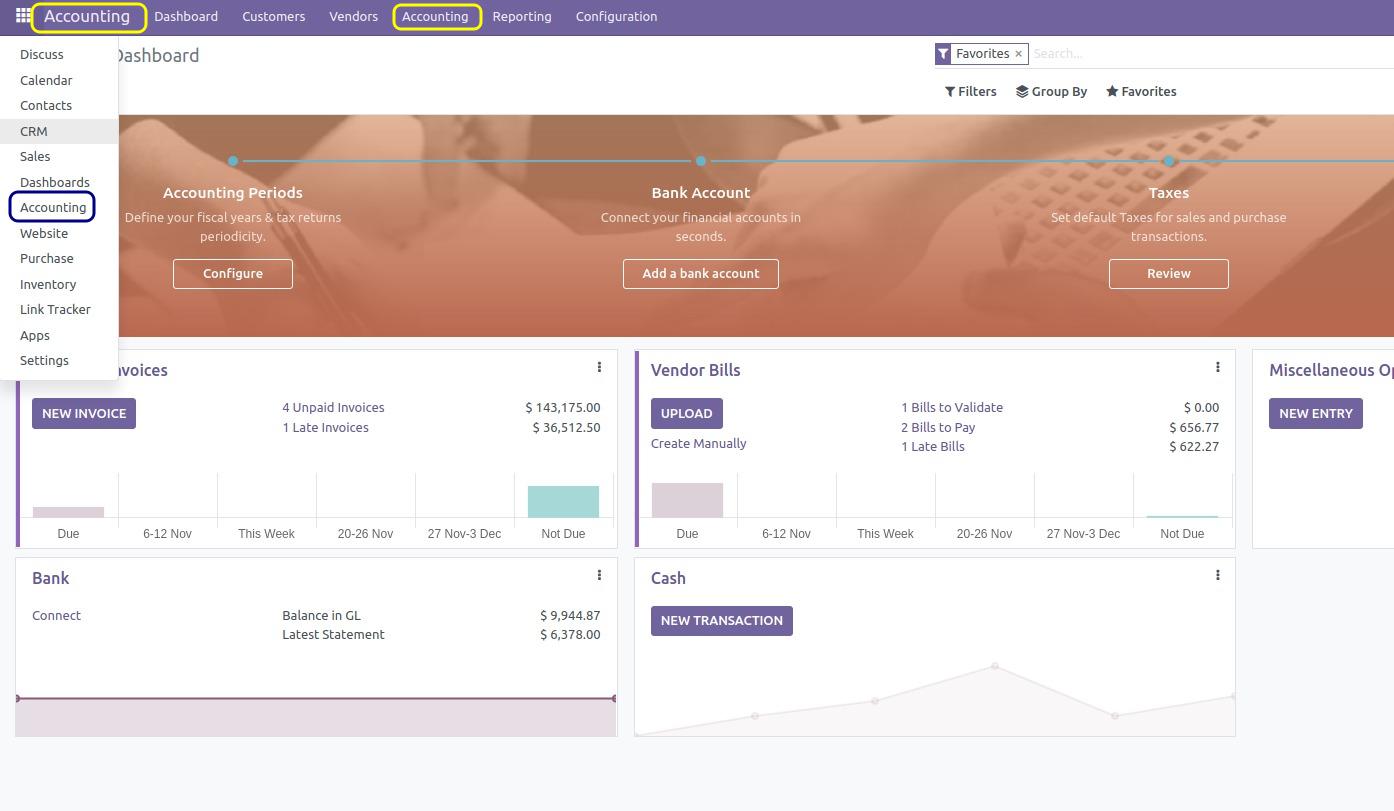 Accounting Dashboard Customers Vendors Accounting Reporting Configuration
Discuss
Calendar
Contacts
CRM
Sales
Dashboards
Accounting
Website
Purchase
Inventory
Link Tracker
Apps
Settings
Dashboard
Favorites × Search...
Filters Group By Favorites
Accounting Periods
Define your fiscal years & tax returns
periodicity.
Configure
Bank Account
Connect your financial accounts in
seconds.
Add a bank account
Taxes
Set default Taxes for sales and purchase
transactions.
Review
nvoices
NEW INVOICE
4 Unpaid Invoices $ 143,175.00
1 Late Invoices $ 36,512.50
Due 6-12 Nov This Week 20-26 Nov 27 Nov-3 Dec Not Due
Vendor Bills
UPLOAD
Create Manually
1 Bills to Validate $ 0.00
2 Bills to Pay $ 656.77
1 Late Bills $ 622.27
Due 6-12 Nov This Week 20-26 Nov 27 Nov-3 Dec Not Due
Miscellaneous Op
NEW ENTRY
Bank
Connect
Balance in GL $ 9,944.87
Latest Statement $ 6,378.00
Cash
NEW TRANSACTION